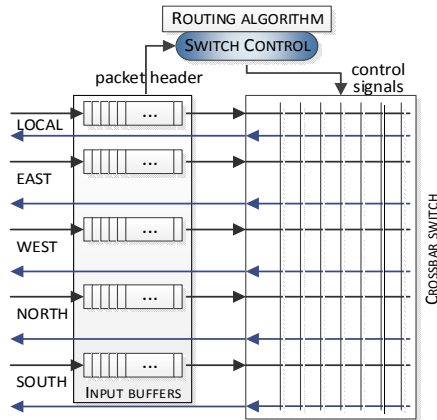 ROUTING ALGORITHM
SWITCH CONTROL
packet header
control
signals
...
LOCAL
...
EAST
...
WEST
...
NORTH
...
SOUTH
INPUT BUFFERS
CROSSBAR SWITCH